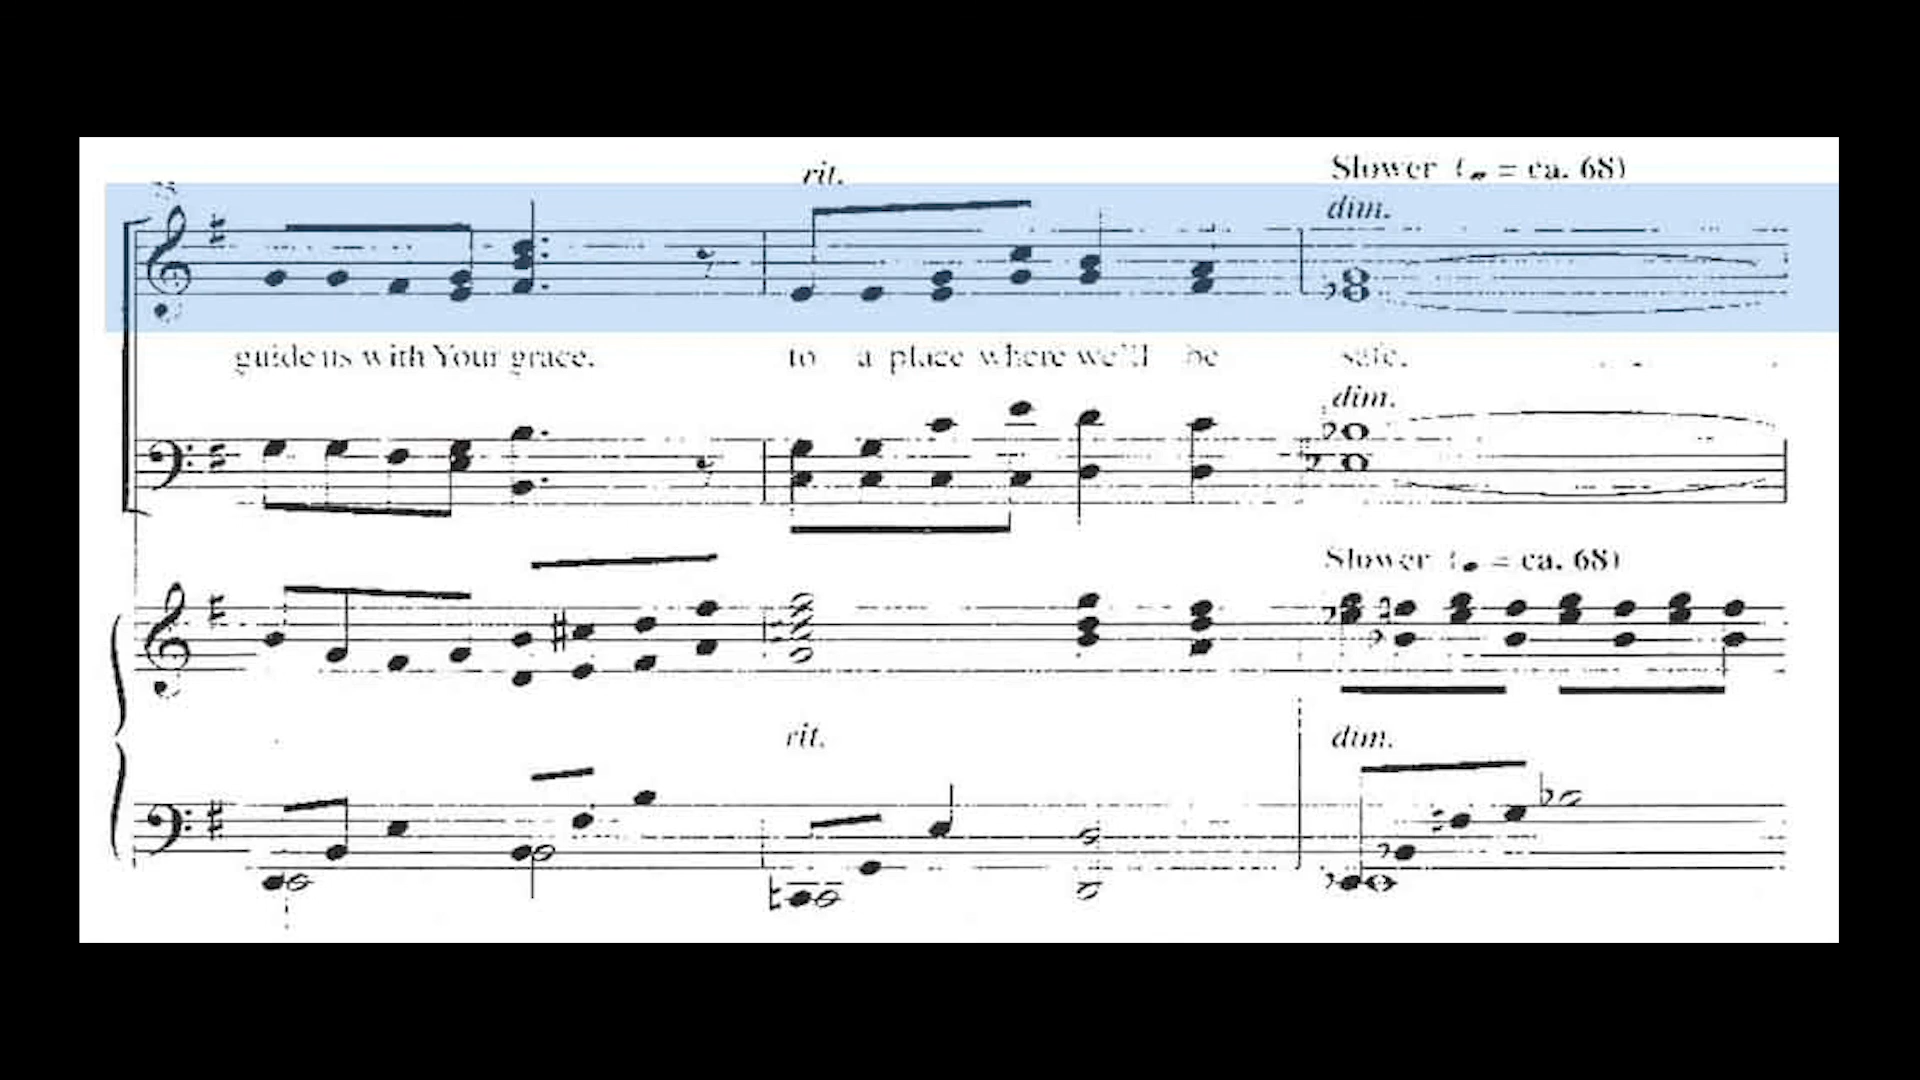 rit.
Slower ( = ca. 68)
dim.
guide us with Your grace. to a place where we'll be safe.
dim.
Slower ( = ca. 68)
rit.
dim.